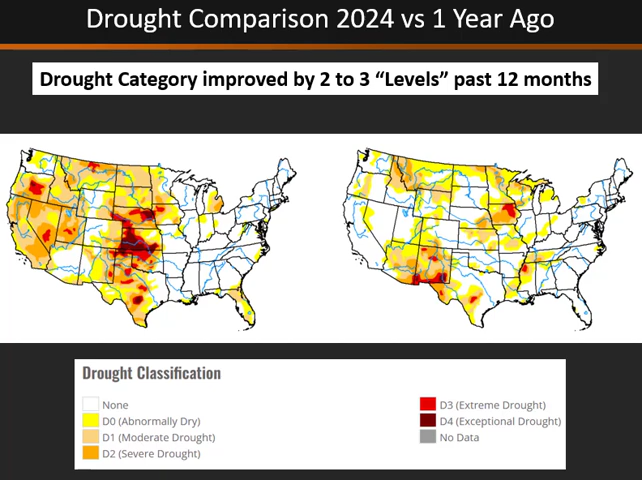 Drought Comparison 2024 vs 1 Year Ago
Drought Category improved by 2 to 3 “Levels” past 12 months
Drought Classification
None
D0 (Abnormally Dry)
D1 (Moderate Drought)
D2 (Severe Drought)
D3 (Extreme Drought)
D4 (Exceptional Drought)
No Data